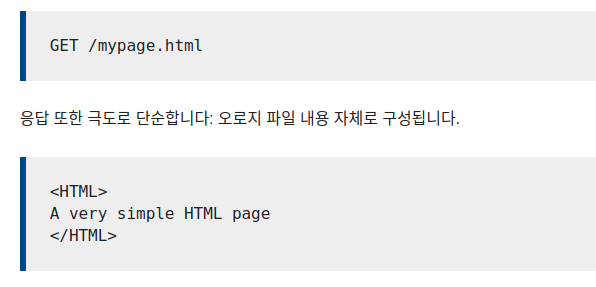 GET /mypage.html
응답 또한 극도로 단순합니다: 오로지 파일 내용 자체로 구성됩니다.
<HTML>
A very simple HTML page
</HTML>